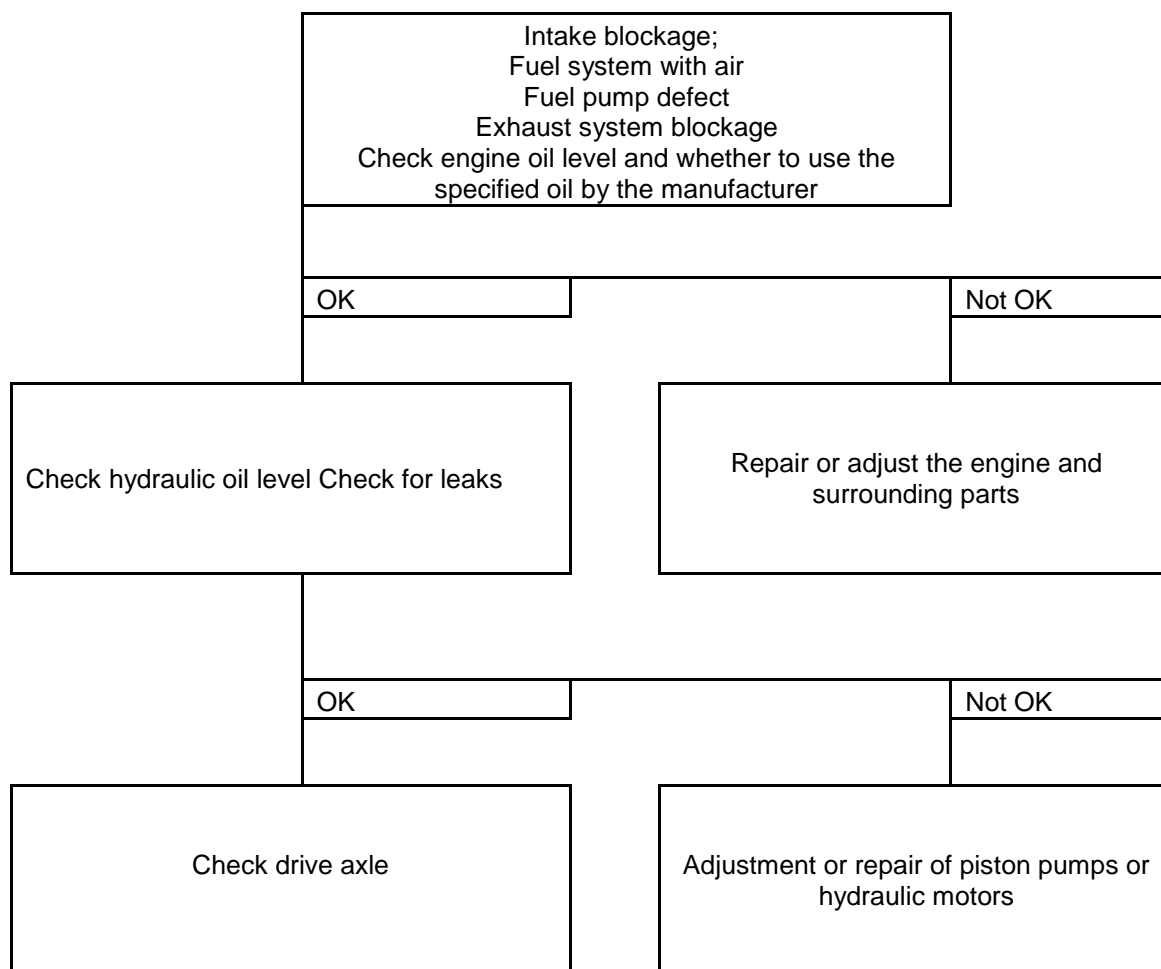 Intake blockage;
Fuel system with air
Fuel pump defect
Exhaust system blockage
Check engine oil level and whether to use the
specified oil by the manufacturer
OK
Not OK
Check hydraulic oil level Check for leaks
Repair or adjust the engine and
surrounding parts
OK
Not OK
Check drive axle
Adjustment or repair of piston pumps or
hydraulic motors